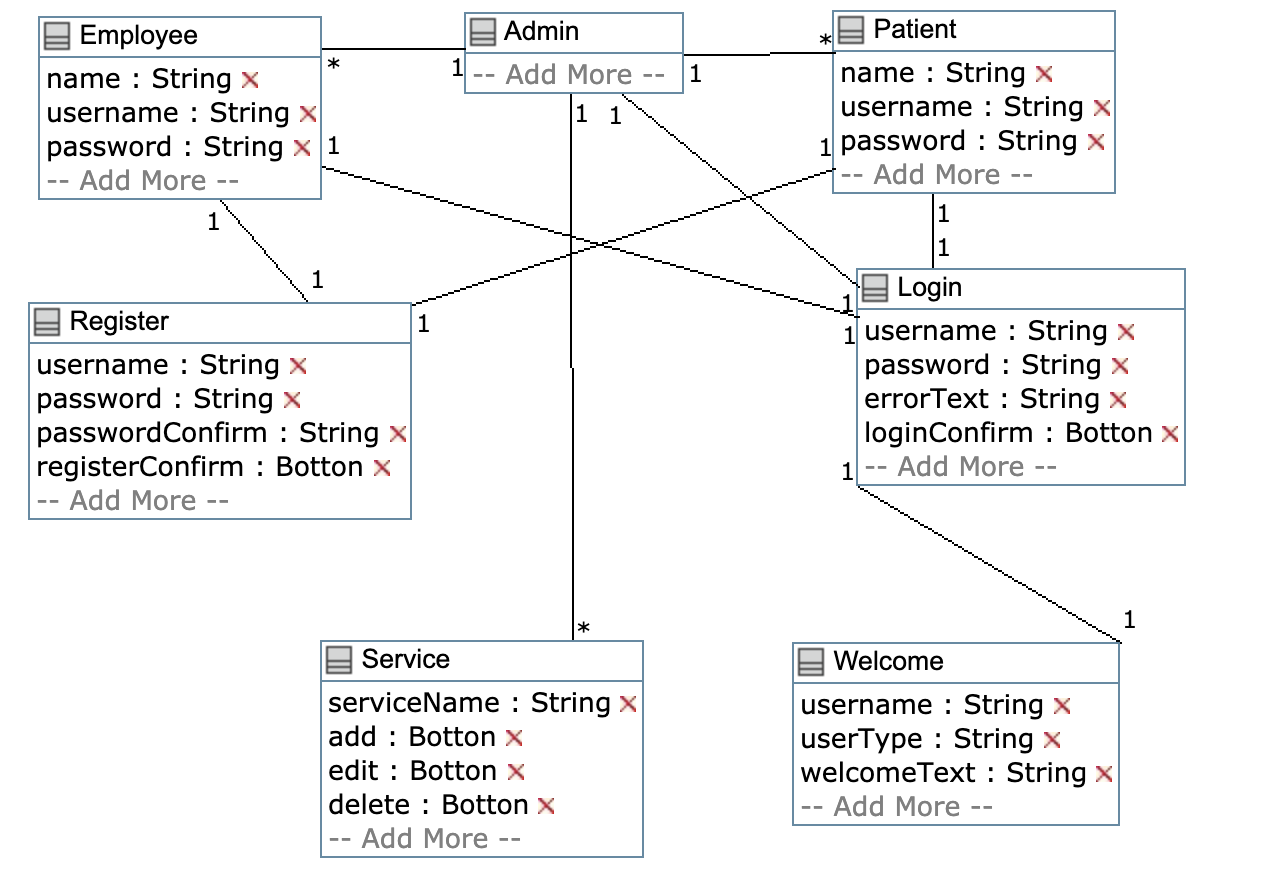 Employee
name : String
username : String
password : String
-- Add More --
*
1
1
1
Admin
-- Add More --
1
1
1
*
Patient
name : String
username : String
password : String
-- Add More --
1
1
1
Register
username : String
password : String
passwordConfirm : String
registerConfirm : Botton
-- Add More --
1
1
Login
username : String
password : String
errorText : String
loginConfirm : Botton
-- Add More --
1
1
1
*
Service
serviceName : String
add : Botton
edit : Botton
delete : Botton
-- Add More --
1
Welcome
username : String
userType : String
welcomeText : String
-- Add More --